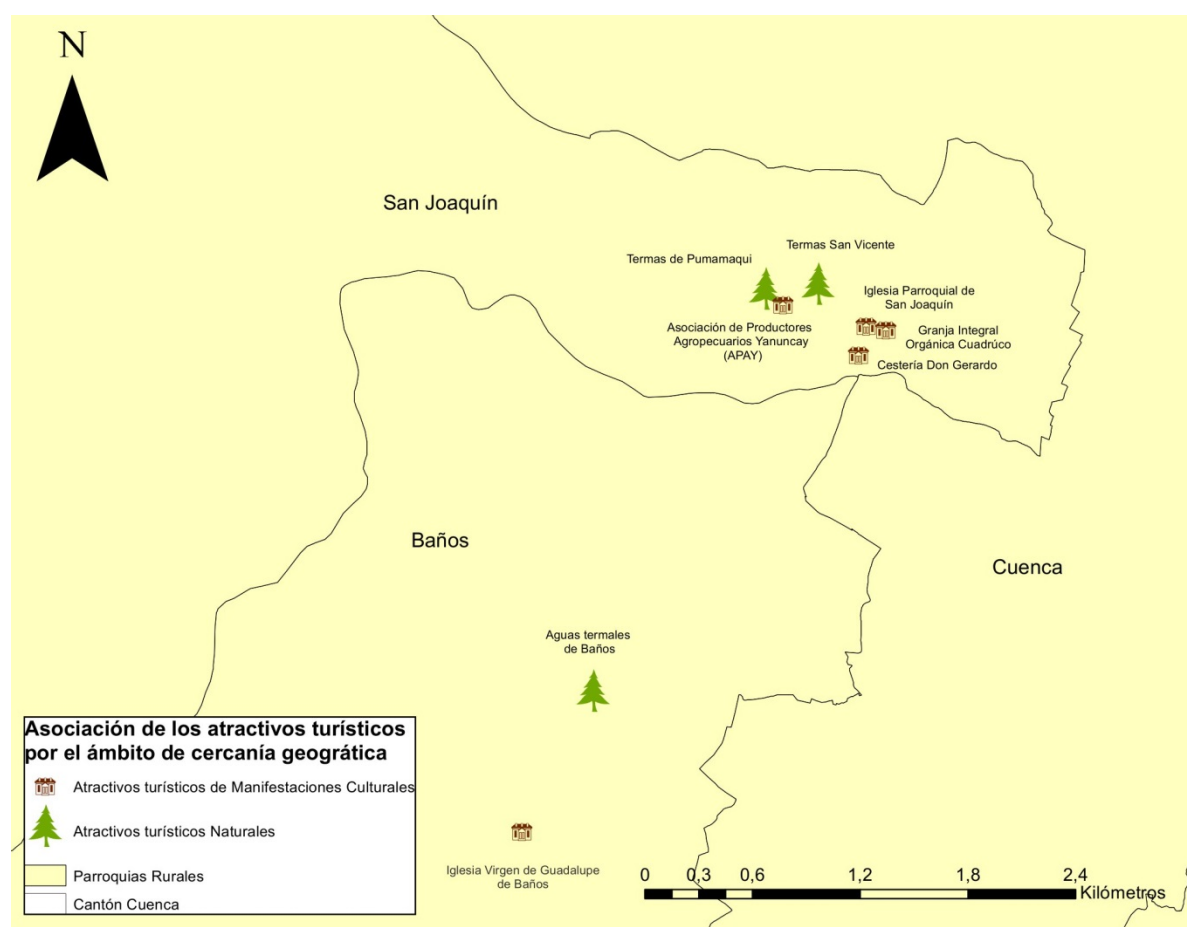 N
San Joaquín
Termas San Vicente
Termas de Pumamaqui
Iglesia Parroquial de
San Joaquín
Asociación de Productores
Agropecuarios Yanuncay
(APAY)
Granja Integral
Orgánica Cuadrúco
Cestería Don Gerardo
Baños
Cuenca
Aguas termales
de Baños
Iglesia Virgen de Guadalupe
de Baños
Asociación de los atractivos turísticos
por el ámbito de cercanía geogrática
Atractivos turísticos de Manifestaciones Culturales
Atractivos turísticos Naturales
Parroquias Rurales
Cantón Cuenca
0 0,3 0,6 1,2 1,8 2,4
Kilómetros